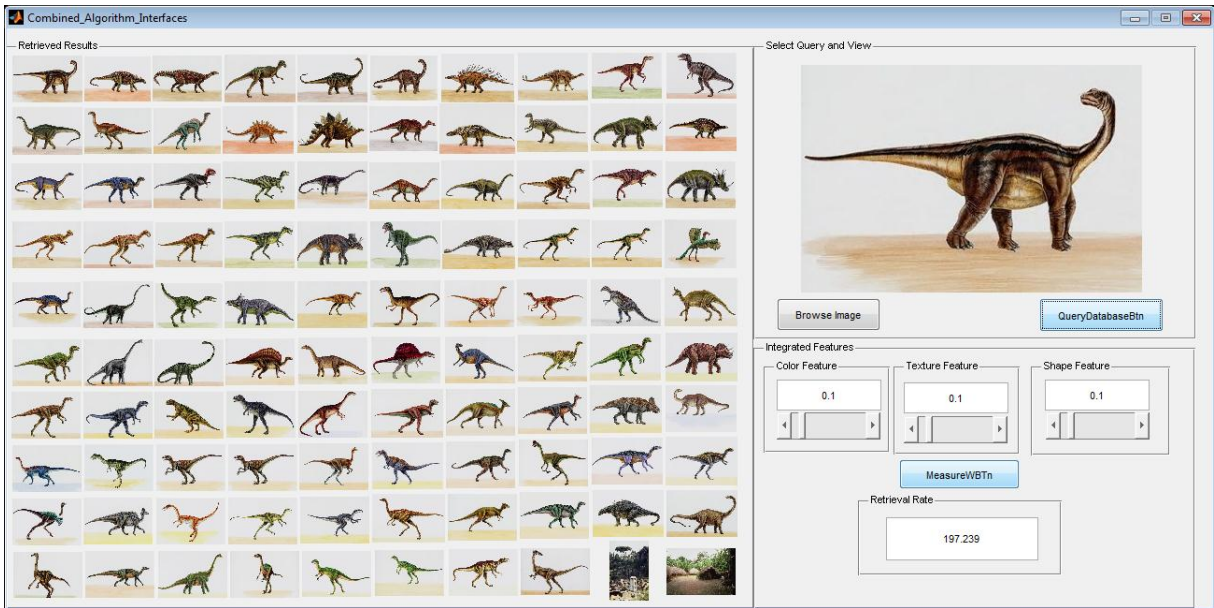 Combined_Algorithm_Interfaces
Retrieved Results
Select Query and View
Browse Image
QueryDatabaseBtn
Integrated Features
Color Feature
Texture Feature
Shape Feature
0.1
0.1
0.1
MeasureWBTn
Retrieval Rate
197.239